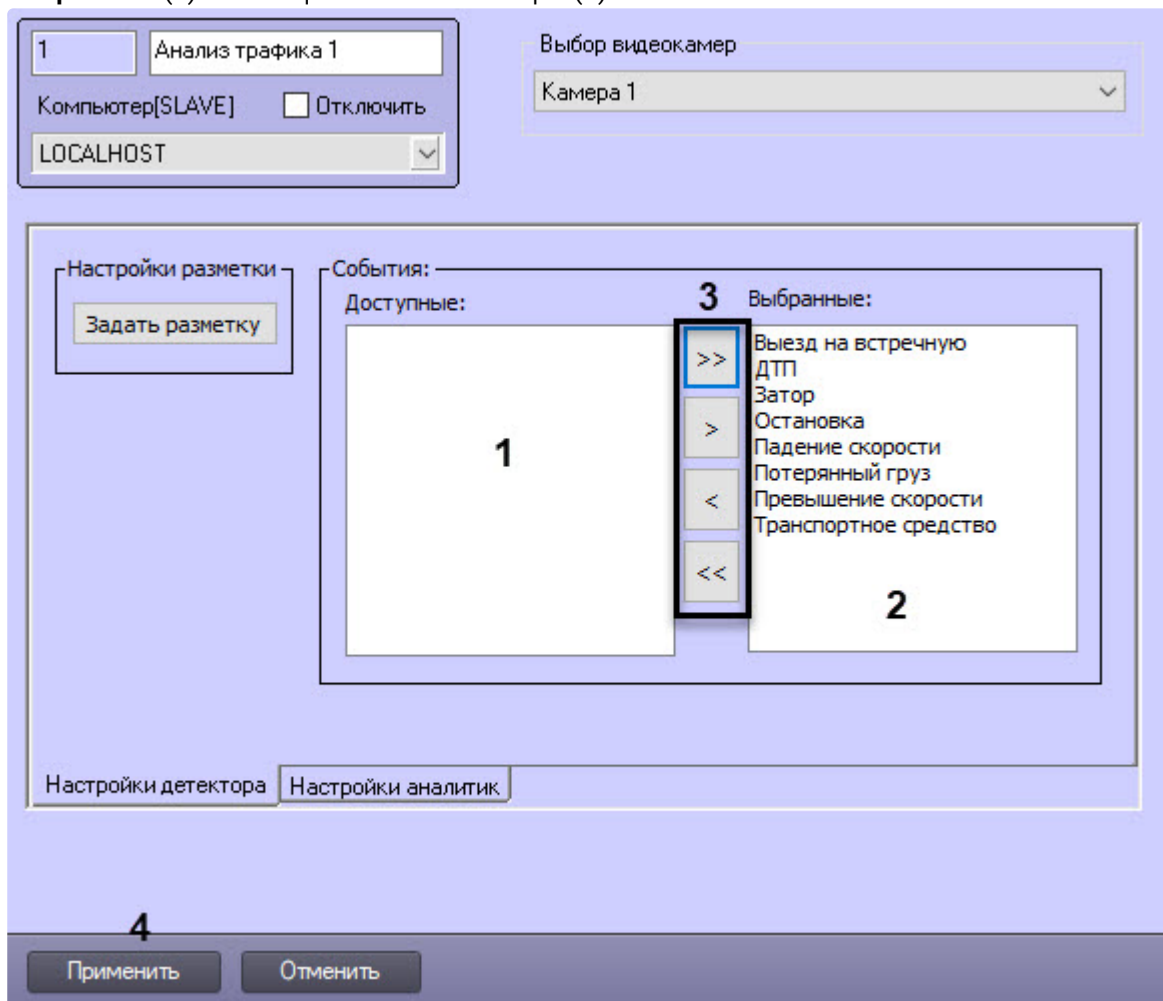 1
Анализ трафика 1
Выбор видеокамер
Камера 1
Компьютер[SLAVE]
Отключить
LOCALHOST
Настройки разметки
Задать разметку
События:
Доступные:
3
Выбранные:
>>
>
<
<<
1
Выезд на встречную
ДТП
Затор
Остановка
Падение скорости
Потерянный груз
Превышение скорости
Транспортное средство
2
Настройки детектора
Настройки аналитик
4
Применить
Отменить